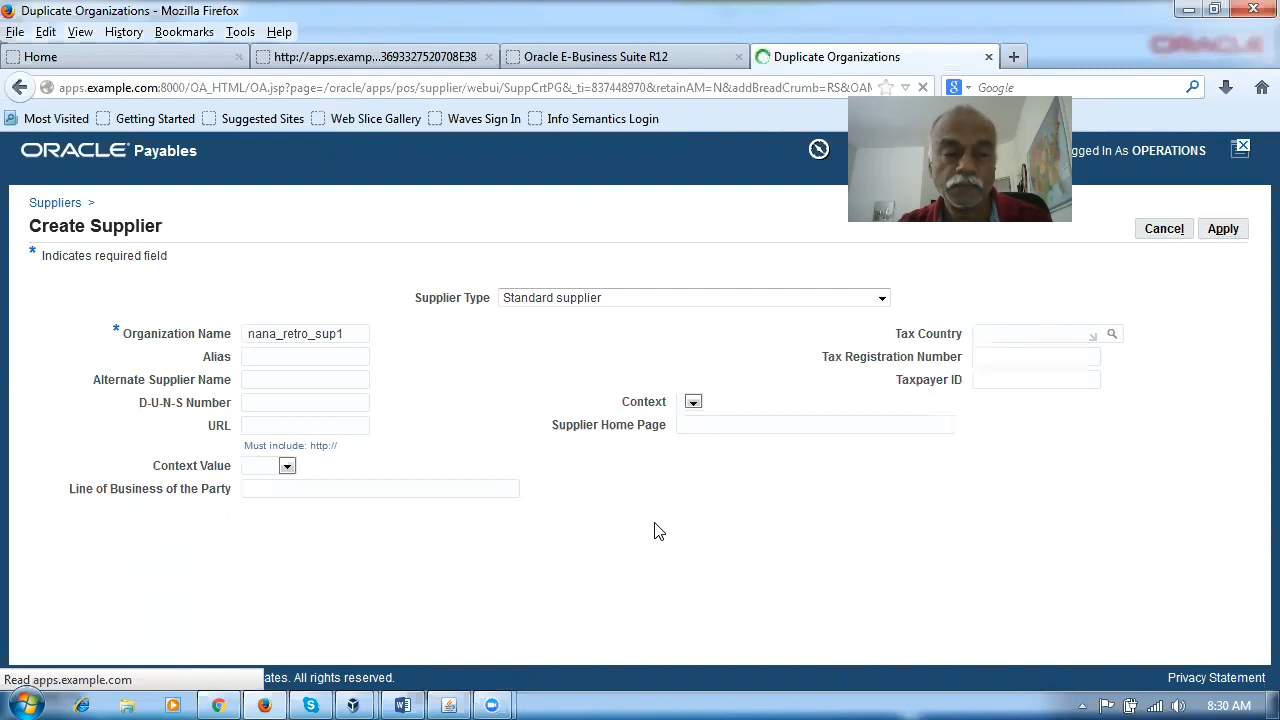 Duplicate Organizations - Mozilla Firefox
File Edit View History Bookmarks Tools Help
ORACLE
Home http://apps.examp...3693327520708E38 Oracle E-Business Suite R12 Duplicate Organizations
apps.example.com:8000/OA_HTML/OA.jsp?page=/oracle/apps/pos/supplier/webui/SuppCrtPG&_ti=837469970&retainAM=N&addBreadCrumb=RS&OAM Google
Most Visited Getting Started Suggested Sites Web Slice Gallery Waves Sign In Info Semantics Login
ORACLE Payables gged In As OPERATIONS
Suppliers >
Create Supplier Cancel Apply
* Indicates required field
Supplier Type Standard supplier
* Organization Name nana_retro_sup1 Tax Country
Alias Tax Registration Number
Alternate Supplier Name Taxpayer ID
D-U-N-S Number Context
URL Supplier Home Page
Must include: http://
Context Value
Line of Business of the Party
Read apps.example.com ates. All rights reserved. Privacy Statement
8:30 AM